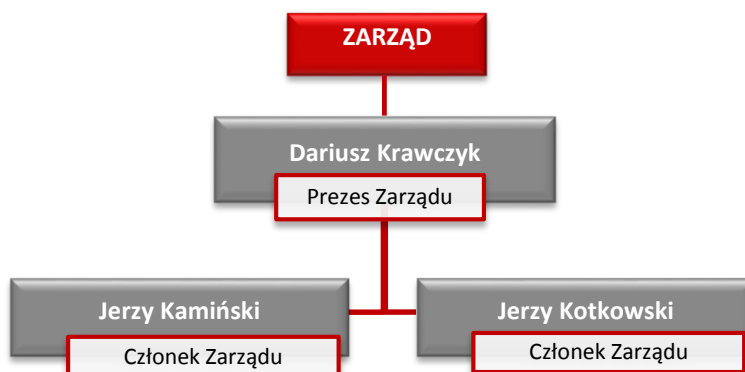 ZARZĄD
Dariusz Krawczyk
Prezes Zarządu
Jerzy Kamiński
Członek Zarządu
Jerzy Kotkowski
Członek Zarządu